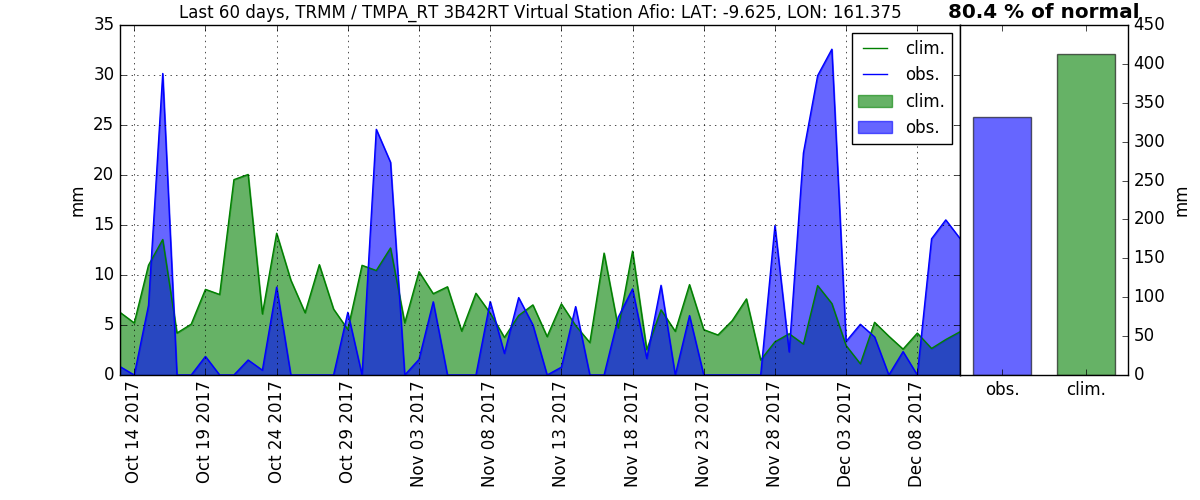 Last 60 days, TRMM / TMPA_RT 3B42RT Virtual Station Afio: LAT: -9.625, LON: 161.375
80.4 % of normal
35
30
25
20
15
10
5
0
mm
clim.
obs.
clim.
obs.
450
400
350
300
250
200
150
100
50
0
mm
Oct 14 2017
Oct 19 2017
Oct 24 2017
Oct 29 2017
Nov 03 2017
Nov 08 2017
Nov 13 2017
Nov 18 2017
Nov 23 2017
Nov 28 2017
Dec 03 2017
Dec 08 2017
obs.
clim.